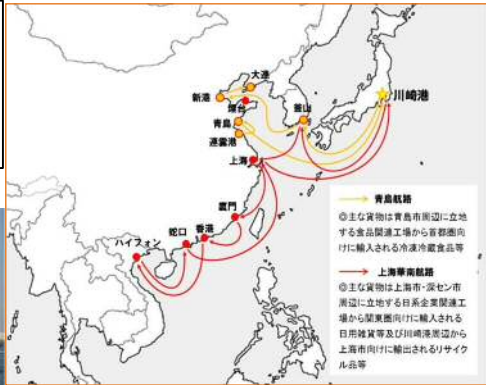 大連
新港
煙台
釜山
川崎港
青島
連雲港
上海
廈門
香港
蛇口
ハイフォン
青島航路
◎主な貨物は青島市周辺に立地
する食品関連工場から首都圏向
けに輸入される冷凍冷蔵食品等
上海華南航路
◎主な貨物は上海市・深セン市
周辺に立地する日系企業関連工
場から関東圏向けに輸入される
日用雑貨等及び川崎港周辺から
上海市向けに輸出されるリサイク
ル品等